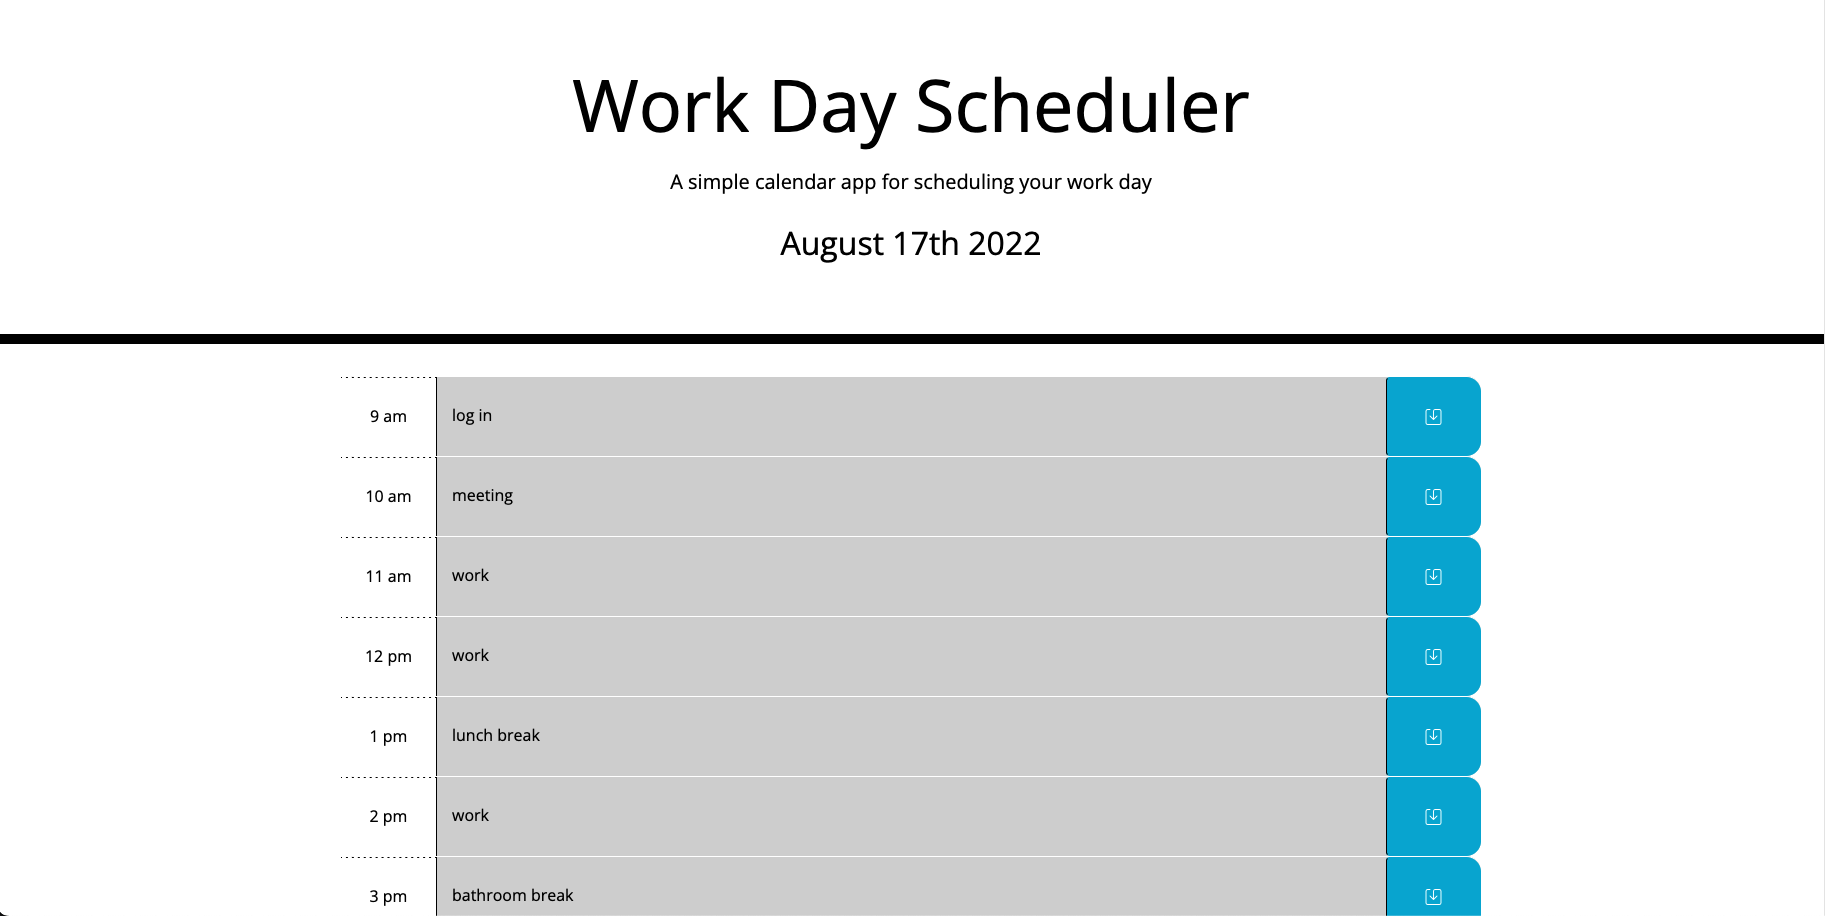 Work Day Scheduler
A simple calendar app for scheduling your work day
August 17th 2022
9 am log in
10 am meeting
11 am work
12 pm work
1 pm lunch break
2 pm work
3 pm bathroom break